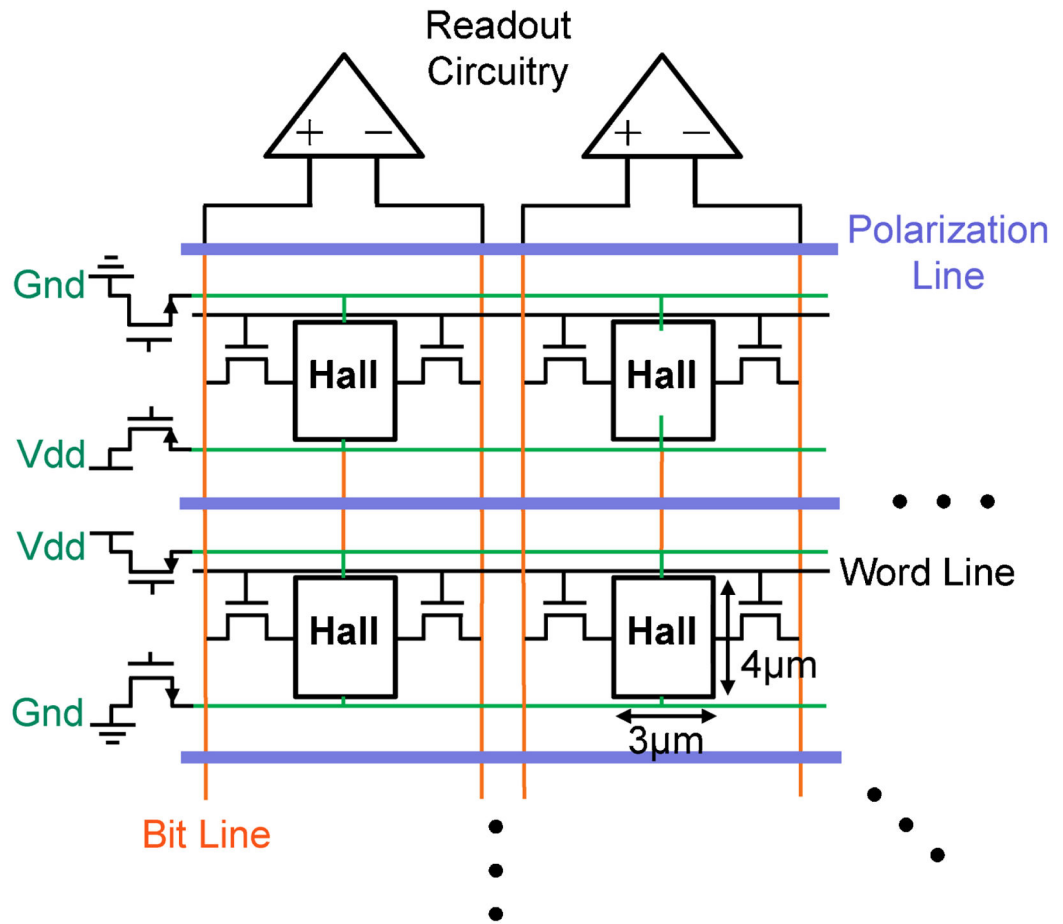 Readout
Circuitry
+ − + −
Polarization
Line
Gnd
Hall Hall
Vdd
Vdd
Word Line
Hall Hall
4µm
Gnd
3µm
Bit Line